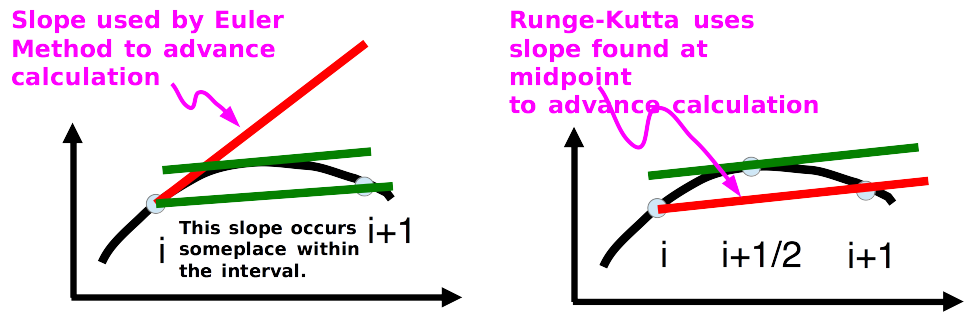 Slope used by Euler
Method to advance
calculation
i
This slope occurs
someplace within
the interval.
i+1
Runge-Kutta uses
slope found at
midpoint
to advance calculation
i
i+1/2
i+1